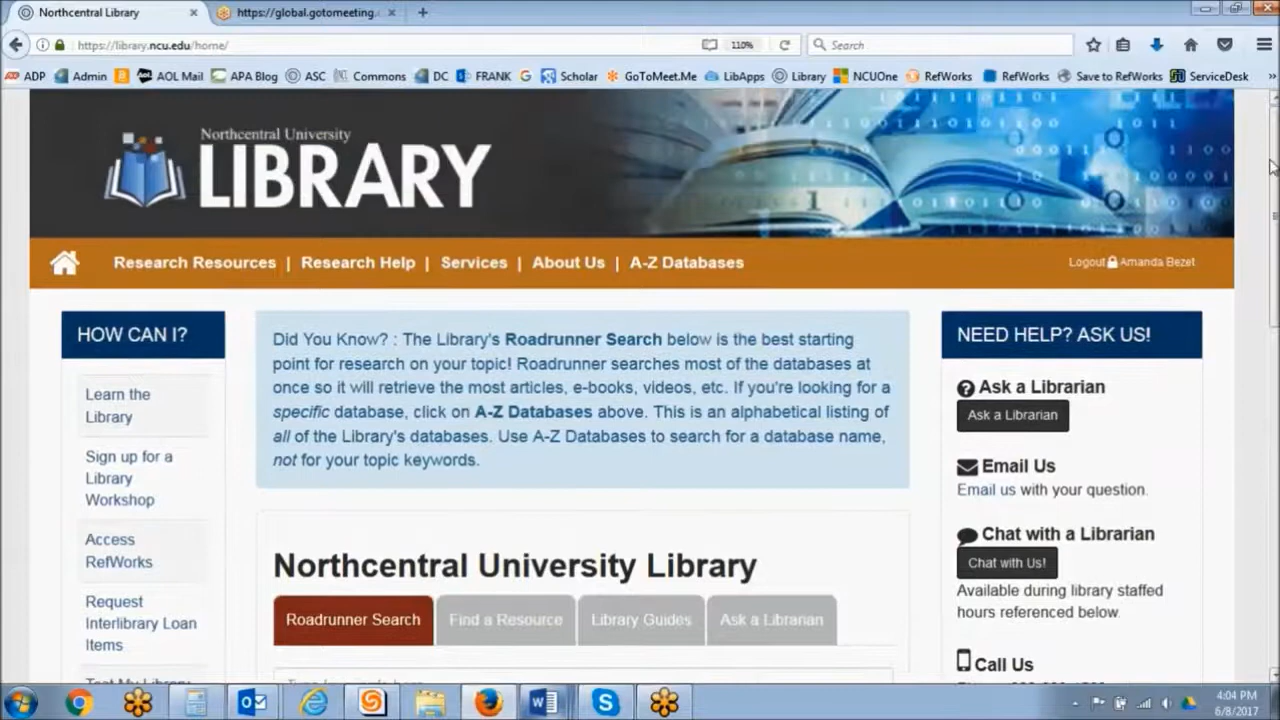 Northcentral Library
https://global.gotomeeting.
https://library.ncu.edu/home/
110%
Search
ADP
Admin
AOL Mail
APA Blog
ASC
Commons
DC
FRANK
Scholar
GoToMeet.Me
LibApps
Library
NCUOne
RefWorks
RefWorks
Save to RefWorks
ServiceDesk
Northcentral University
LIBRARY
Research Resources | Research Help | Services | About Us | A-Z Databases
Logout Amanda Bezet
HOW CAN I?
Learn the
Library
Sign up for a
Library
Workshop
Access
RefWorks
Request
Interlibrary Loan
Items
Did You Know? : The Library's Roadrunner Search below is the best starting
point for research on your topic! Roadrunner searches most of the databases at
once so it will retrieve the most articles, e-books, videos, etc. If you're looking for a
specific database, click on A-Z Databases above. This is an alphabetical listing of
all of the Library's databases. Use A-Z Databases to search for a database name,
not for your topic keywords.
Northcentral University Library
Roadrunner Search
Find a Resource
Library Guides
Ask a Librarian
NEED HELP? ASK US!
Ask a Librarian
Ask a Librarian
Email Us
Email us with your question.
Chat with a Librarian
Chat with Us!
Available during library staffed
hours referenced below.
Call Us
4:04 PM
6/8/2017